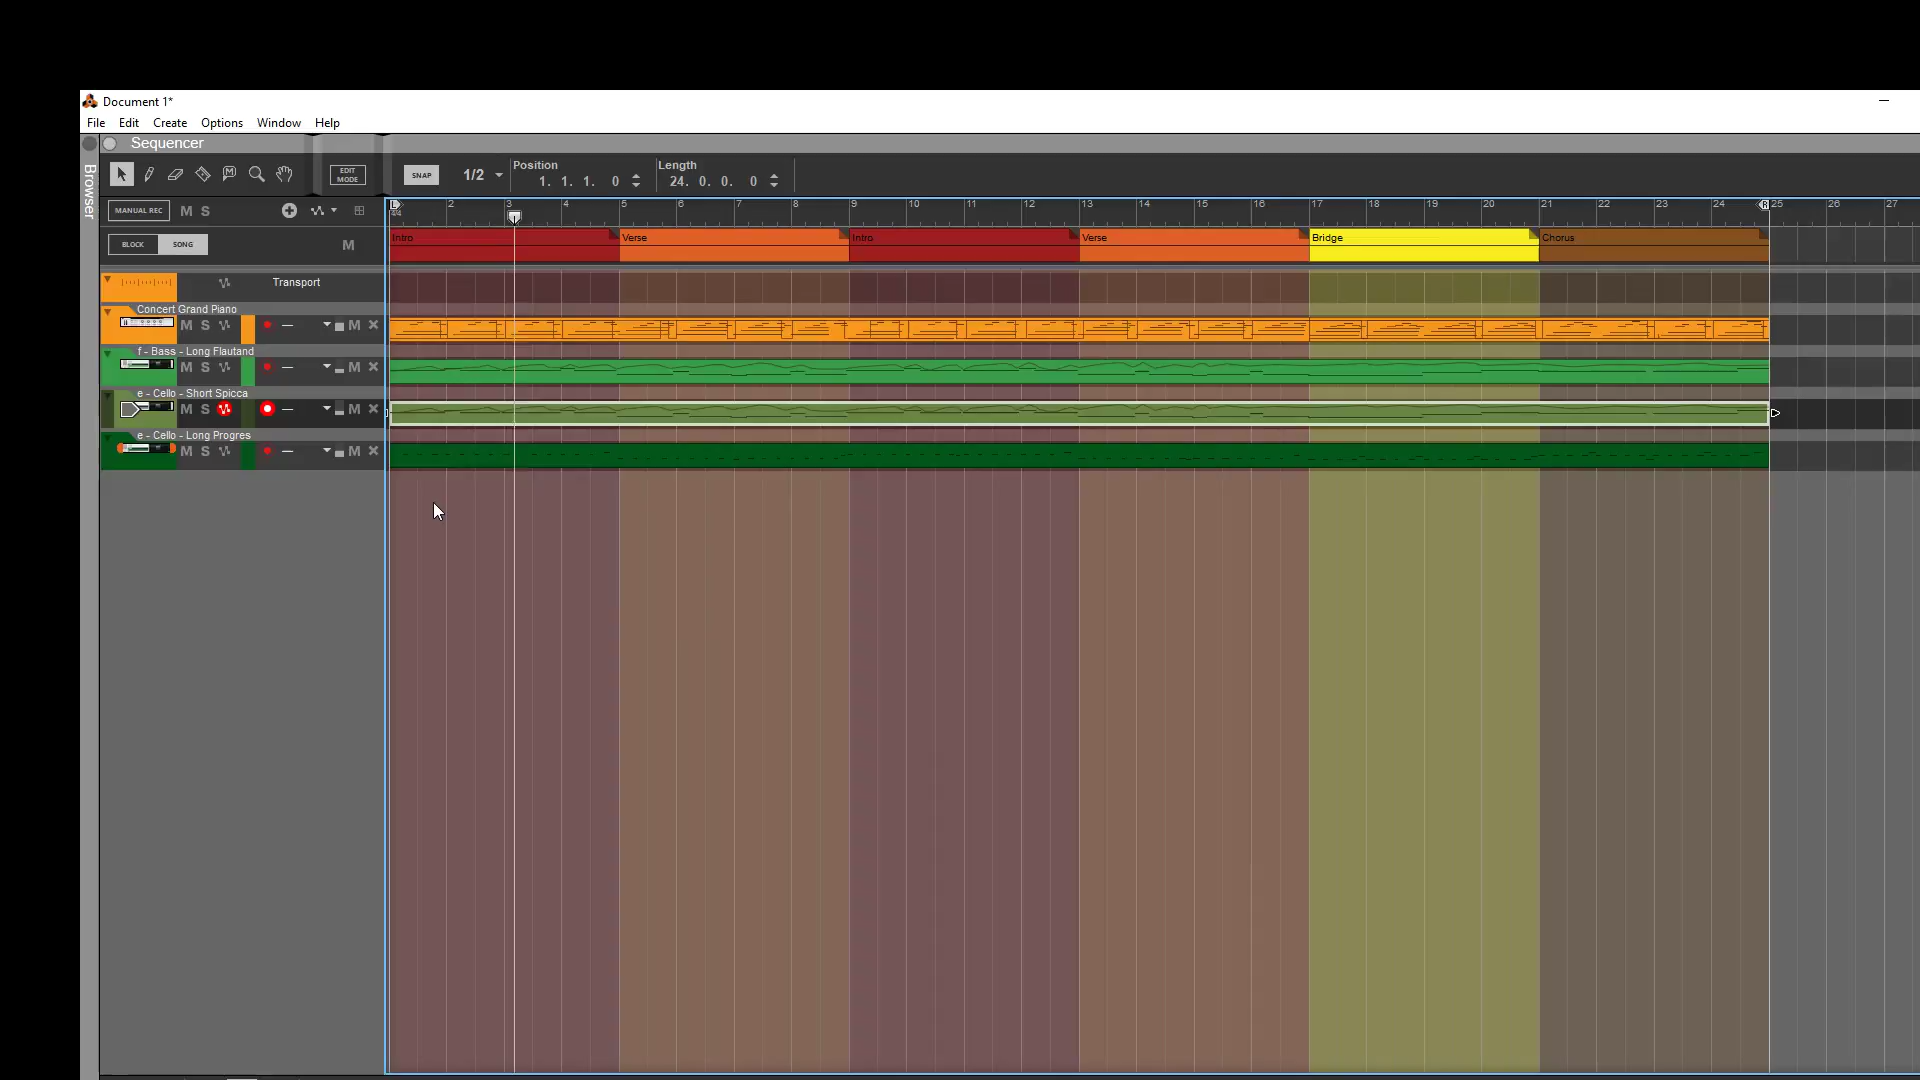 Document 1*
File Edit Create Options Window Help
Browser
Sequencer
EDIT MODE
SNAP 1/2
Position
1. 1. 1. 0
Length
24. 0. 0. 0
MANUAL REC M S
L 2 3 4 5 6 7 8 9 10 11 12 13 14 15 16 17 18 19 20 21 22 23 24 R 25 26 27
4/4
BLOCK SONG M
Intro Verse Intro Verse Bridge Chorus
Transport
Concert Grand Piano
M S M
f - Bass - Long Flautand
M S M
e - Cello - Short Spicca
M S M
e - Cello - Long Progres
M S M